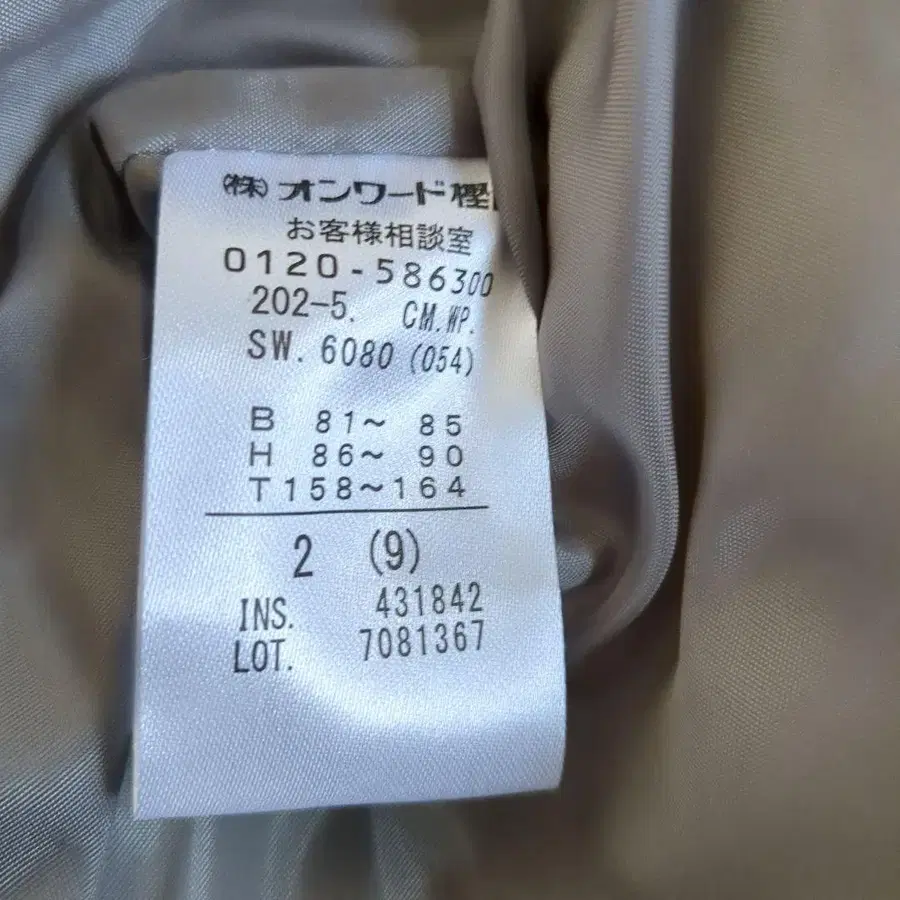 ㈱オンワード樫
お客様相談室
0120-586300
202-5. CM.WP.
SW. 6080 (054)
B 81～ 85
H 86～ 90
T158～164
2 (9)
INS. 431842
LOT. 7081367